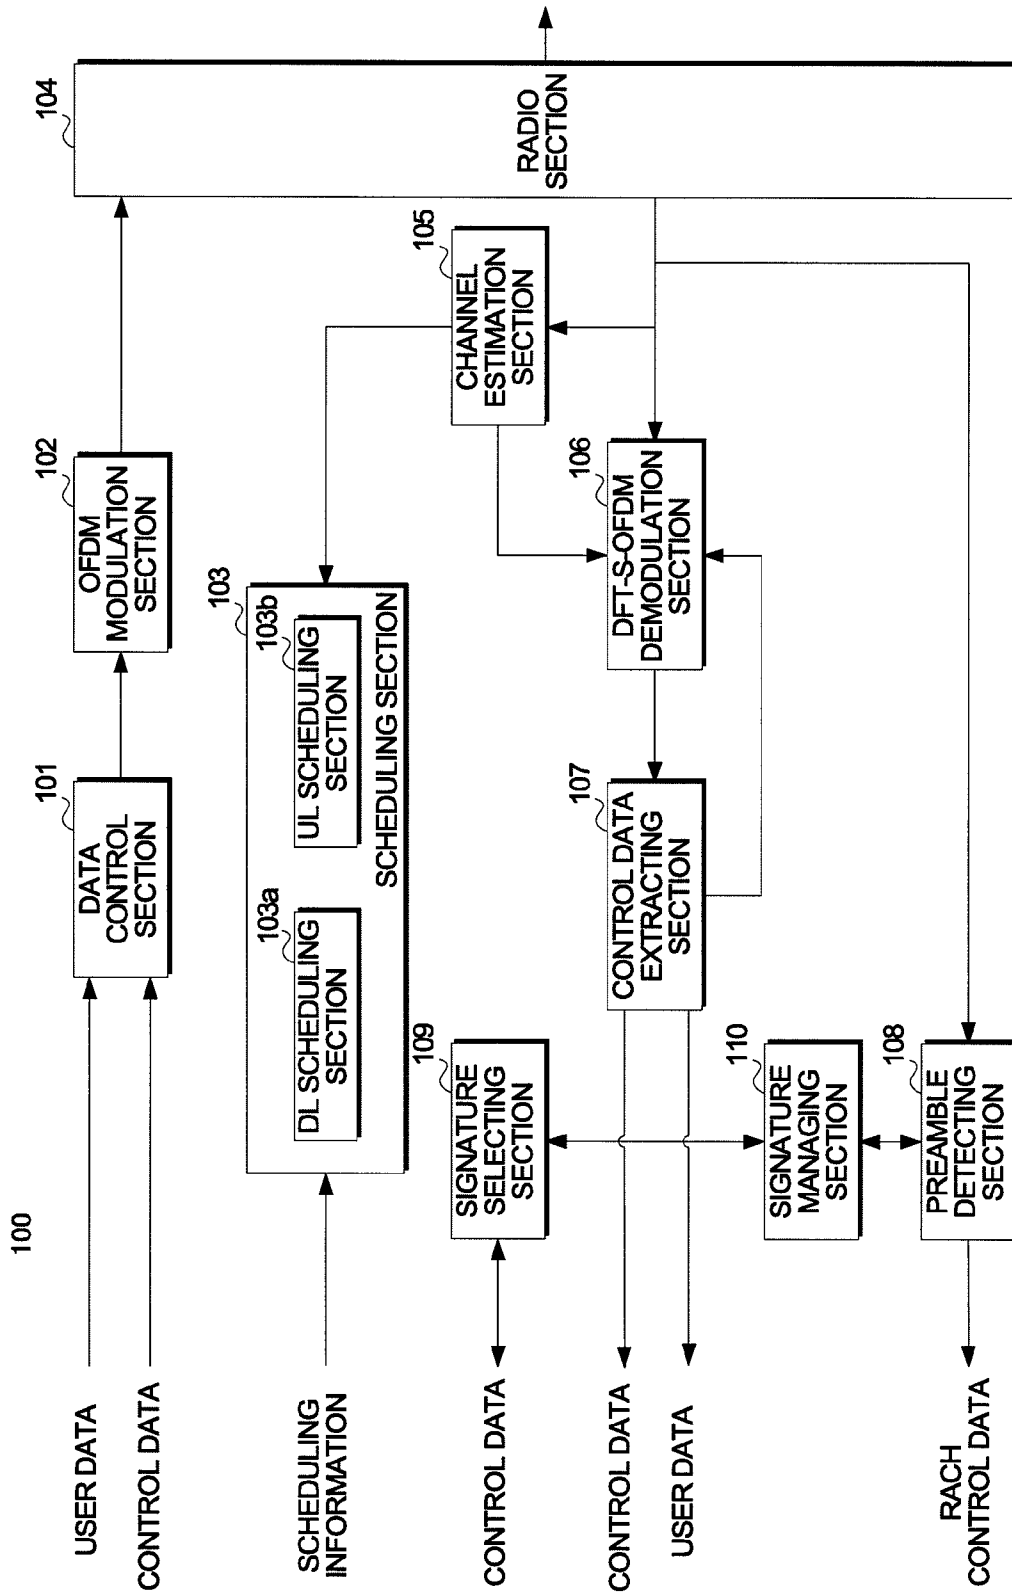 100
USER DATA
CONTROL DATA
101
DATA
CONTROL
SECTION
102
OFDM
MODULATION
SECTION
104
RADIO
SECTION
SCHEDULING
INFORMATION
103
103a
DL SCHEDULING
SECTION
103b
UL SCHEDULING
SECTION
SCHEDULING SECTION
105
CHANNEL
ESTIMATION
SECTION
CONTROL DATA
109
SIGNATURE
SELECTING
SECTION
CONTROL DATA
USER DATA
107
CONTROL DATA
EXTRACTING
SECTION
106
DFT-S-OFDM
DEMODULATION
SECTION
110
SIGNATURE
MANAGING
SECTION
RACH
CONTROL DATA
108
PREAMBLE
DETECTING
SECTION